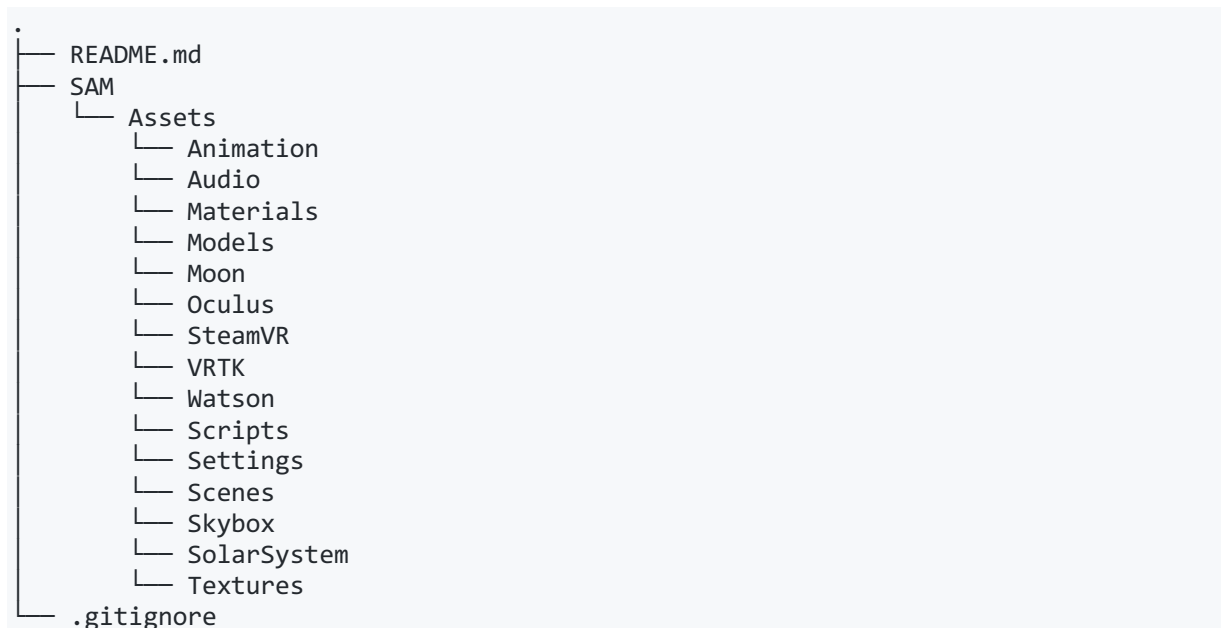 .
├── README.md
├── SAM
│   └── Assets
│       └── Animation
│       └── Audio
│       └── Materials
│       └── Models
│       └── Moon
│       └── Oculus
│       └── SteamVR
│       └── VRTK
│       └── Watson
│       └── Scripts
│       └── Settings
│       └── Scenes
│       └── Skybox
│       └── SolarSystem
│       └── Textures
└── .gitignore